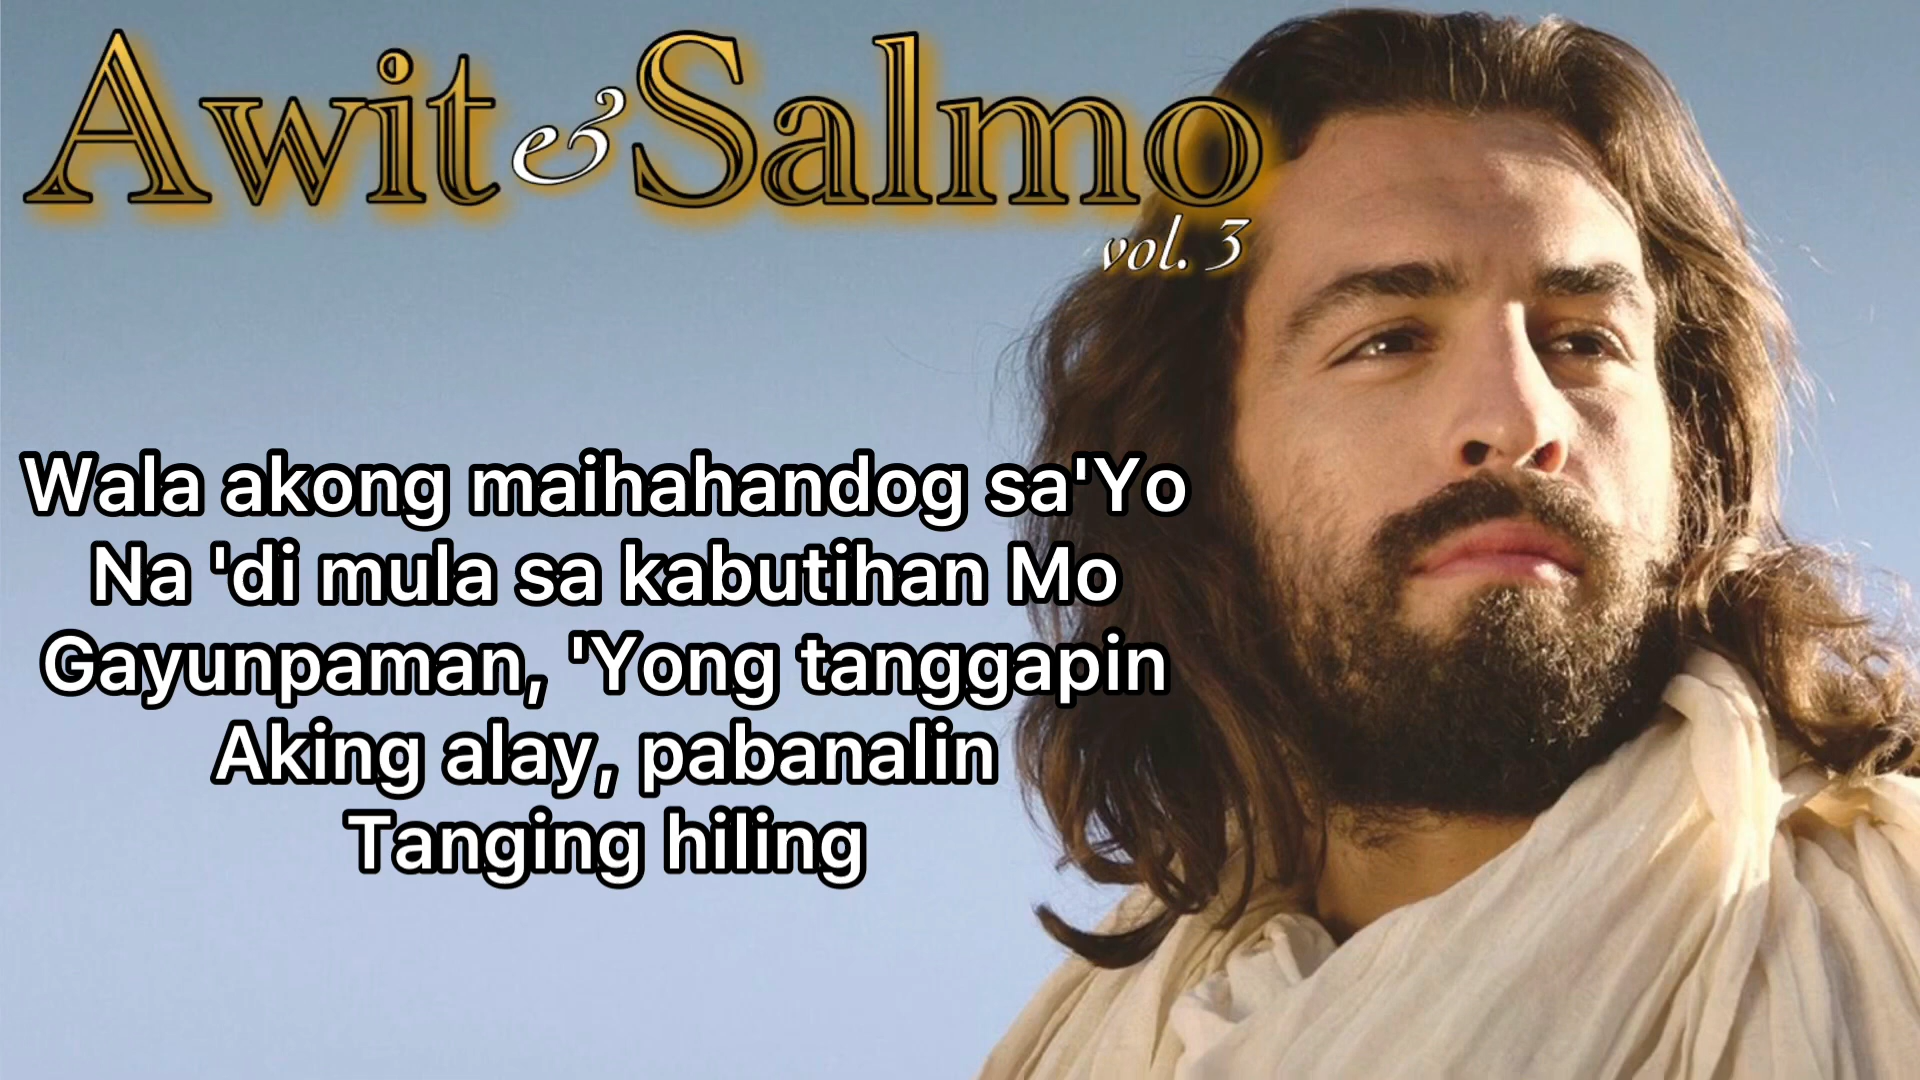 Awit & Salmo
vol. 3
Wala akong maihahandog sa'Yo
Na 'di mula sa kabutihan Mo
Gayunpaman, 'Yong tanggapin
Aking alay, pabanalin
Tanging hiling